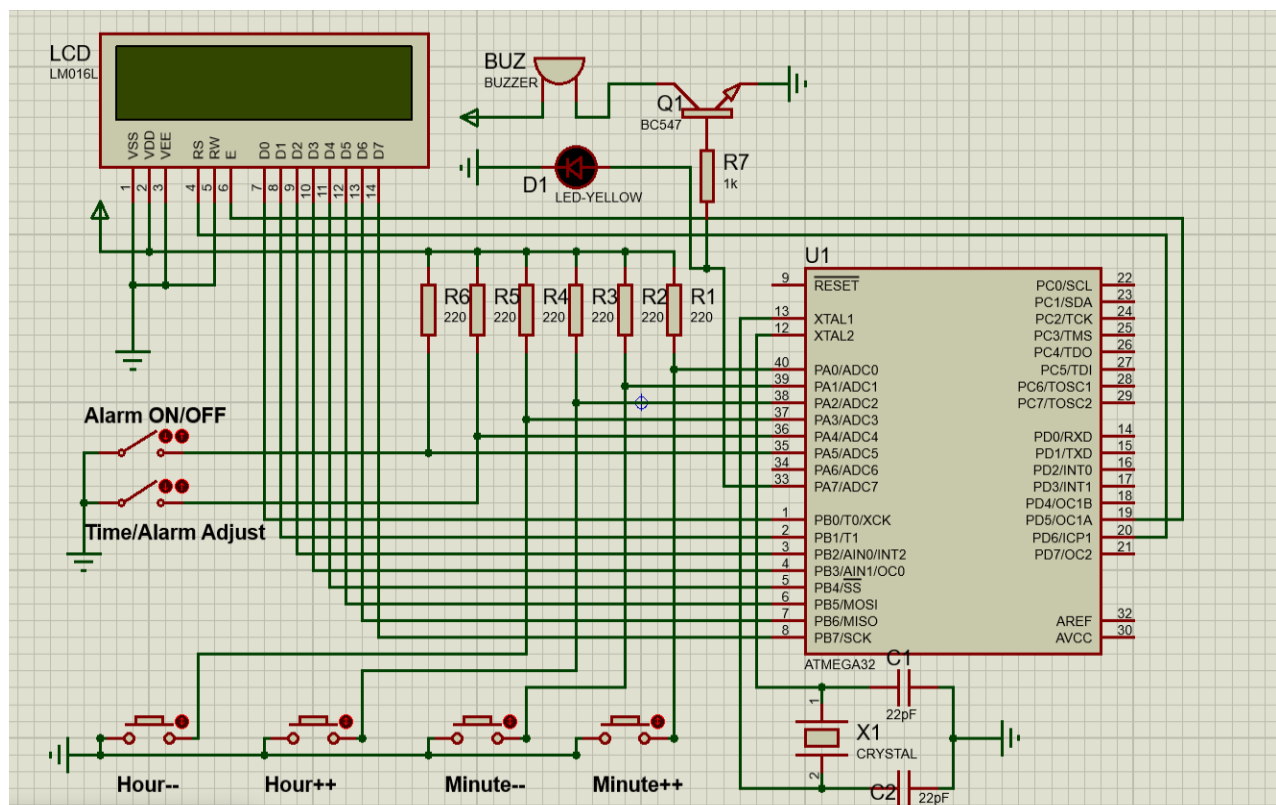 LCD
LM016L
VSS
VDD
VEE
RS
RW
E
D0
D1
D2
D3
D4
D5
D6
D7
1
2
3
4
5
6
7
8
9
10
11
12
13
14
BUZ
BUZZER
Q1
BC547
R7
1k
D1
LED-YELLOW
R6
220
R5
220
R4
220
R3
220
R2
220
R1
220
U1
9 RESET
13 XTAL1
12 XTAL2
40 PA0/ADC0
39 PA1/ADC1
38 PA2/ADC2
37 PA3/ADC3
36 PA4/ADC4
35 PA5/ADC5
34 PA6/ADC6
33 PA7/ADC7
1 PB0/T0/XCK
2 PB1/T1
3 PB2/AIN0/INT2
4 PB3/AIN1/OC0
5 PB4/SS
6 PB5/MOSI
7 PB6/MISO
8 PB7/SCK
PC0/SCL 22
PC1/SDA 23
PC2/TCK 24
PC3/TMS 25
PC4/TDO 26
PC5/TDI 27
PC6/TOSC1 28
PC7/TOSC2 29
PD0/RXD 14
PD1/TXD 15
PD2/INT0 16
PD3/INT1 17
PD4/OC1B 18
PD5/OC1A 19
PD6/ICP1 20
PD7/OC2 21
AREF 32
AVCC 30
ATMEGA32
Alarm ON/OFF
Time/Alarm Adjust
C1
22pF
1
X1
CRYSTAL
2
C2
22pF
Hour--
Hour++
Minute--
Minute++